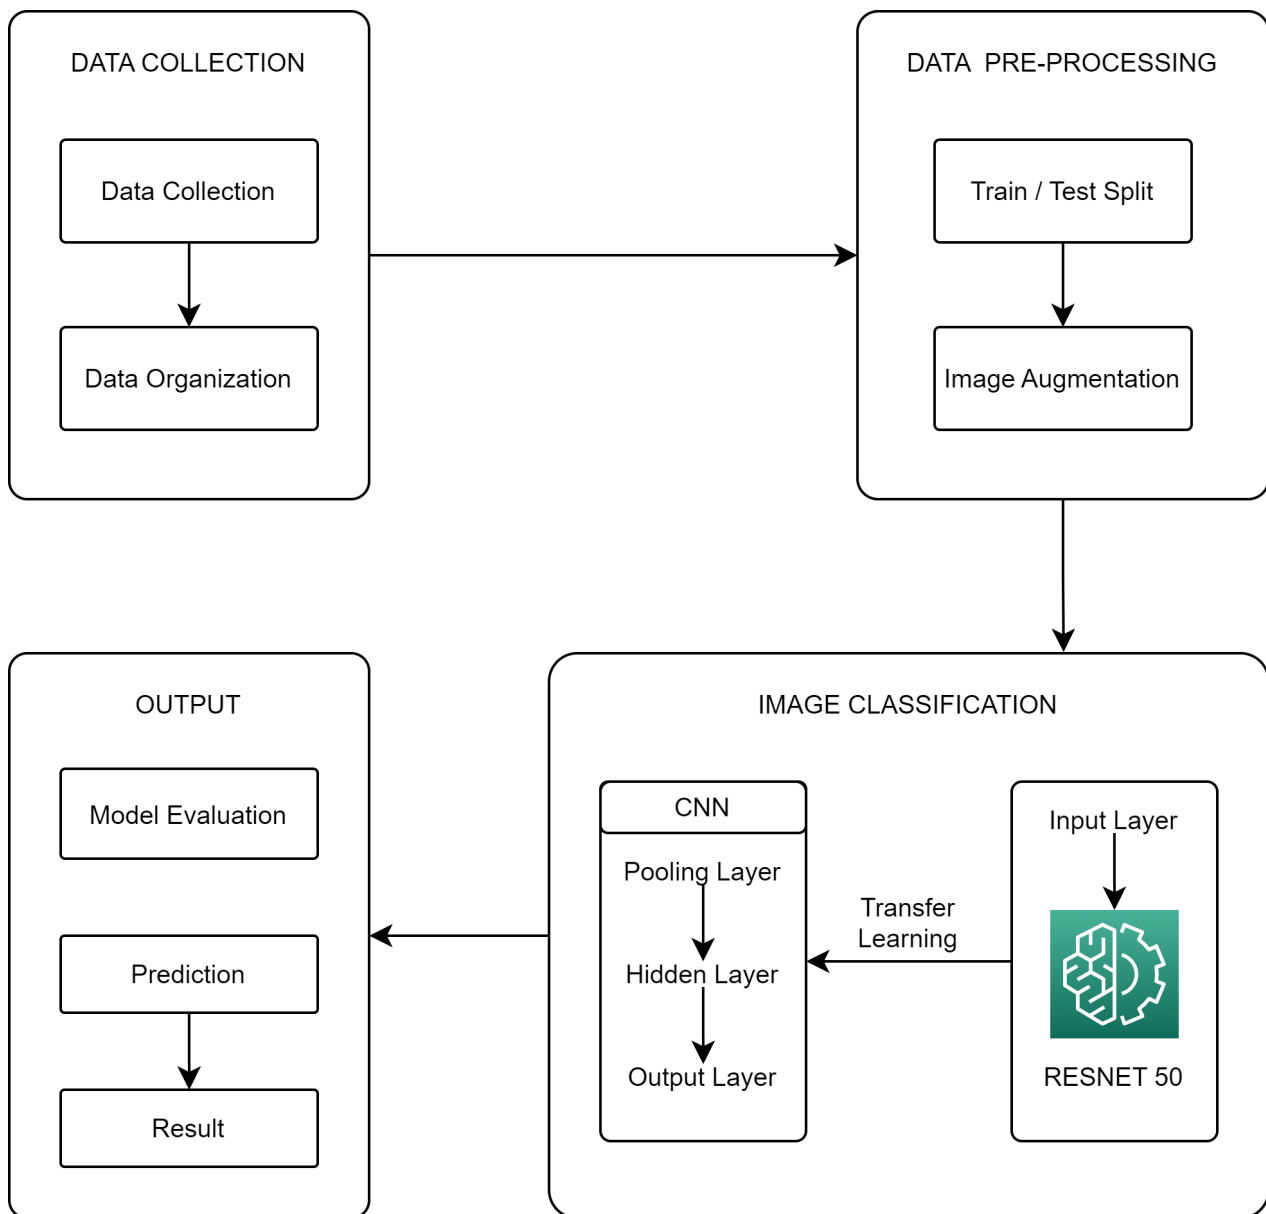 DATA COLLECTION
Data Collection
Data Organization
DATA PRE-PROCESSING
Train / Test Split
Image Augmentation
IMAGE CLASSIFICATION
Input Layer
RESNET 50
Transfer
Learning
CNN
Pooling Layer
Hidden Layer
Output Layer
OUTPUT
Model Evaluation
Prediction
Result